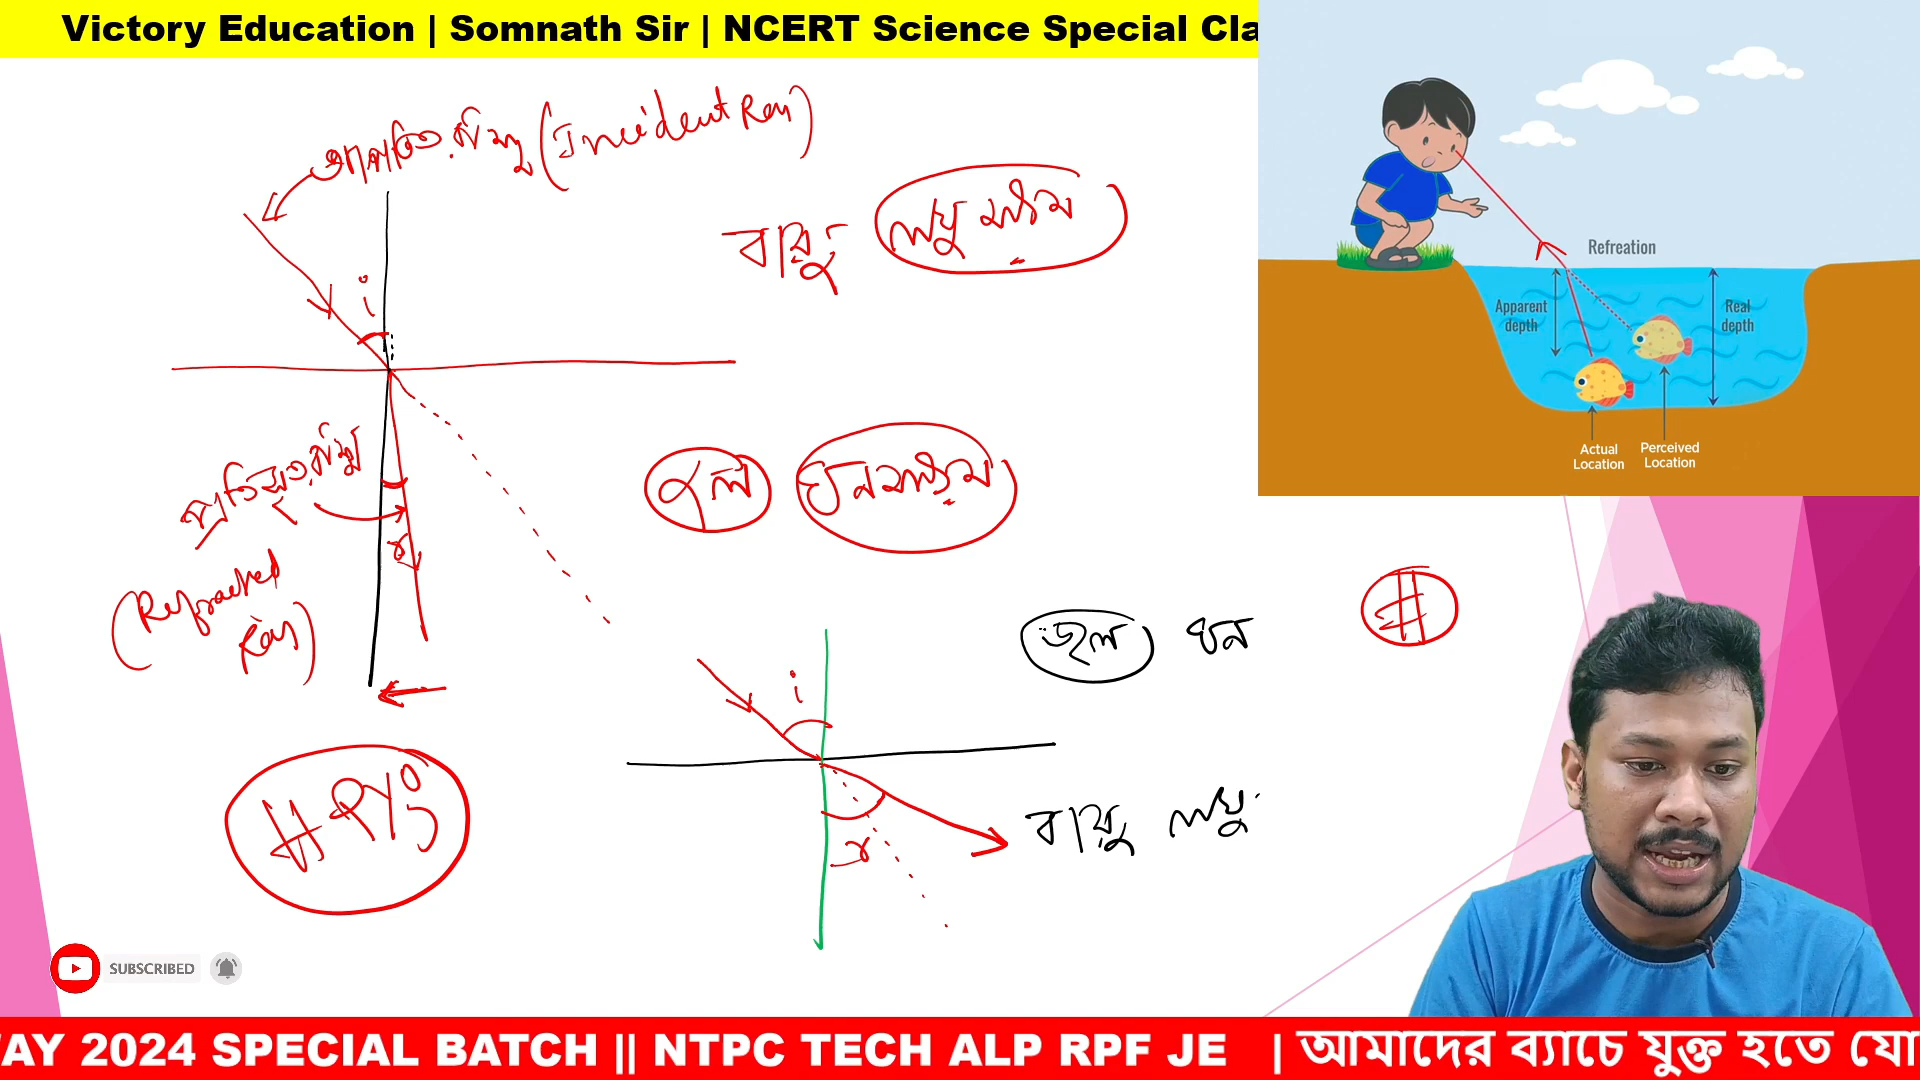 Victory Education | Somnath Sir | NCERT Science Special Cla
আপতিত রশ্মি (Incident Ray)
বায়ু লঘু মাধ্যম
i
Refreation
Apparent depth
Real depth
Actual Location
Perceived Location
জল ঘন মাধ্যম
প্রতিসৃত রশ্মি
(Refracted Ray)
r
জল ঘন
#
i
বায়ু লঘু
r
SUBSCRIBED
AY 2024 SPECIAL BATCH || NTPC TECH ALP RPF JE | আমাদের ব্যাচে যুক্ত হতে যো